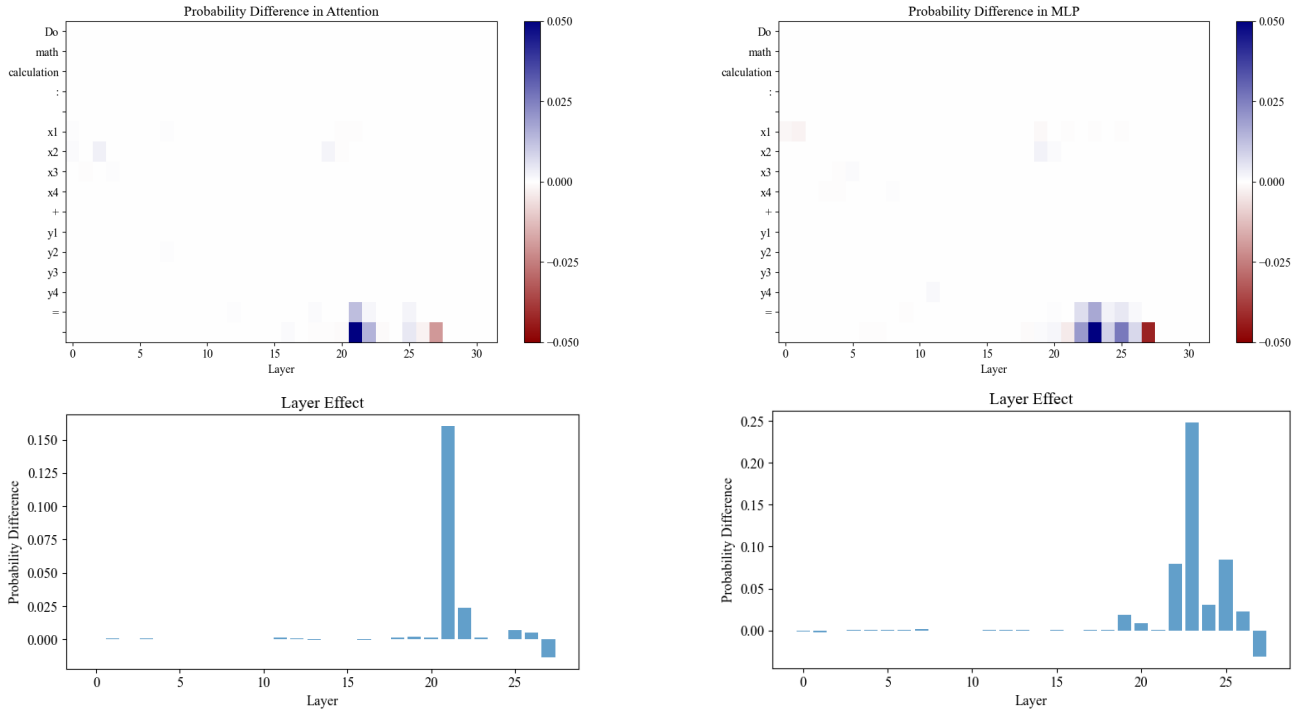 Probability Difference in Attention
Do
math
calculation
:
x1
x2
x3
x4
+
y1
y2
y3
y4
=
0 5 10 15 20 25 30
Layer
0.050
0.025
0.000
−0.025
−0.050
Probability Difference in MLP
Do
math
calculation
:
x1
x2
x3
x4
+
y1
y2
y3
y4
=
0 5 10 15 20 25 30
Layer
0.050
0.025
0.000
−0.025
−0.050
Layer Effect
Probability Difference
0.150
0.125
0.100
0.075
0.050
0.025
0.000
0 5 10 15 20 25
Layer
Layer Effect
Probability Difference
0.25
0.20
0.15
0.10
0.05
0.00
0 5 10 15 20 25
Layer